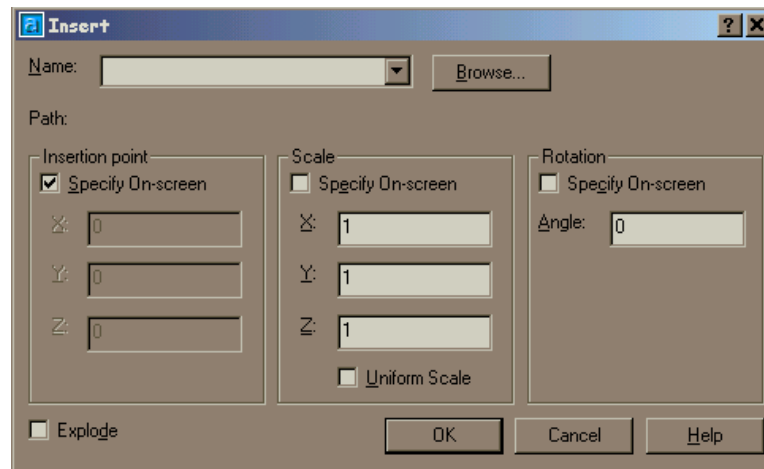 Insert
Name: Browse...
Path:
Insertion point Scale Rotation
Specify On-screen Specify On-screen Specify On-screen
X: 0 X: 1 Angle: 0
Y: 0 Y: 1
Z: 0 Z: 1
Uniform Scale
Explode OK Cancel Help